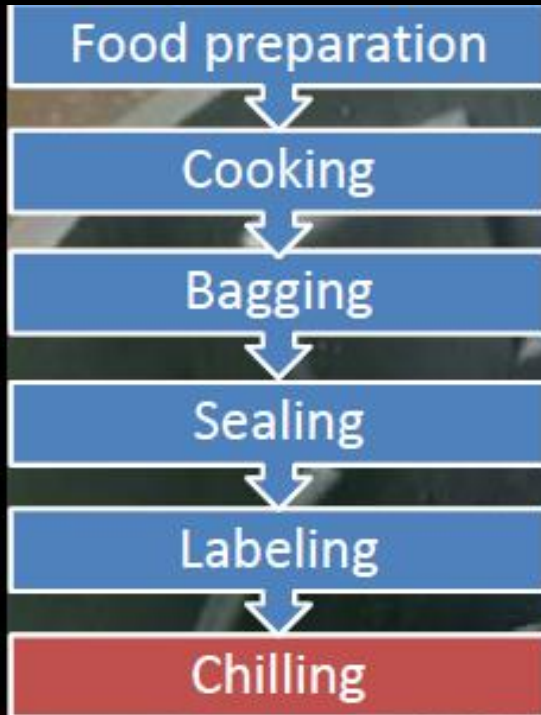 Food preparation
Cooking
Bagging
Sealing
Labeling
Chilling